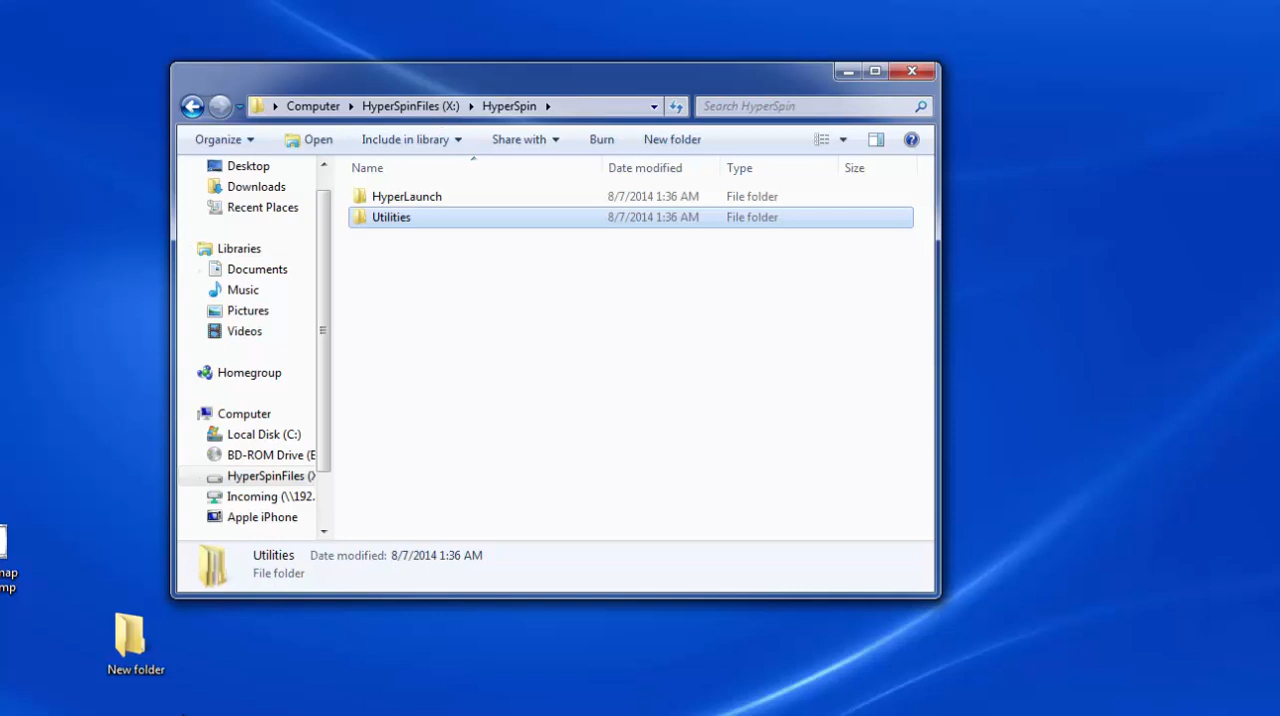 Computer HyperSpinFiles (X:) HyperSpin
Search HyperSpin
Organize Open Include in library Share with Burn New folder
Name Date modified Type Size
HyperLaunch 8/7/2014 1:36 AM File folder
Utilities 8/7/2014 1:36 AM File folder
Desktop
Downloads
Recent Places
Libraries
Documents
Music
Pictures
Videos
Homegroup
Computer
Local Disk (C:)
BD-ROM Drive (E
HyperSpinFiles (X
Incoming (\\192.
Apple iPhone
Utilities Date modified: 8/7/2014 1:36 AM
File folder
map
mp
New folder